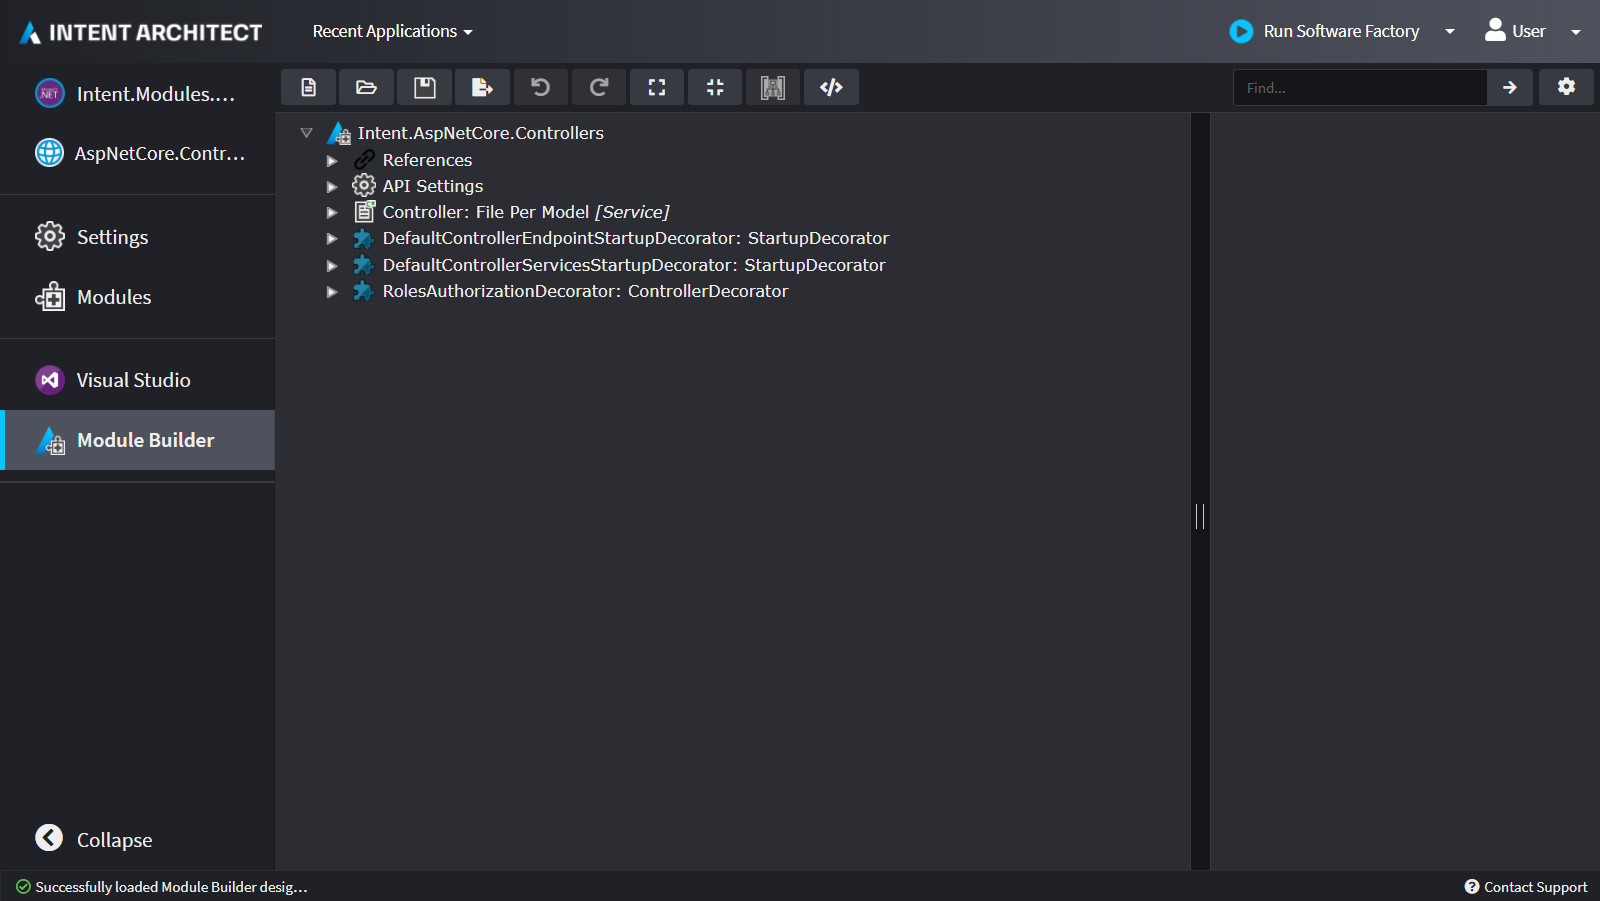 INTENT ARCHITECT
Recent Applications
Run Software Factory
User
Intent.Modules....
AspNetCore.Contr...
Settings
Modules
Visual Studio
Module Builder
Collapse
Find...
Intent.AspNetCore.Controllers
References
API Settings
Controller: File Per Model [Service]
DefaultControllerEndpointStartupDecorator: StartupDecorator
DefaultControllerServicesStartupDecorator: StartupDecorator
RolesAuthorizationDecorator: ControllerDecorator
Successfully loaded Module Builder desig...
Contact Support